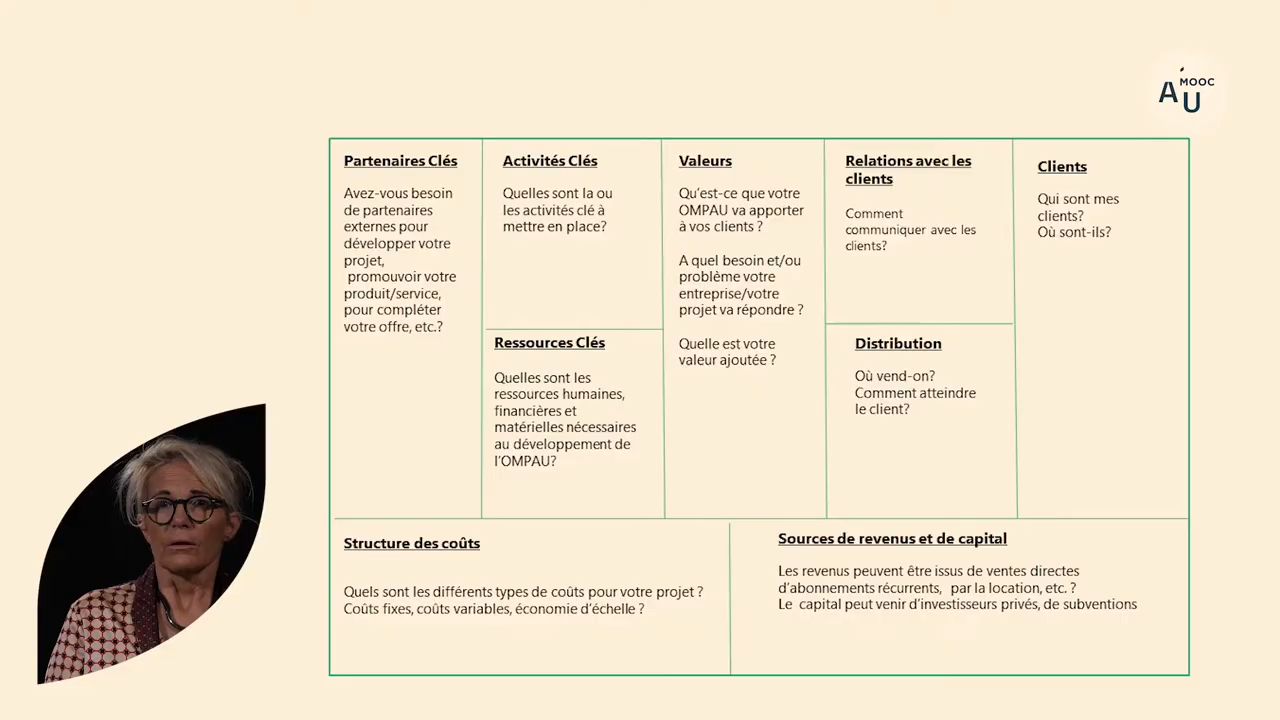 MOOC
AU
Partenaires Clés
Avez-vous besoin
de partenaires
externes pour
développer votre
projet,
promouvoir votre
produit/service,
pour compléter
votre offre, etc.?
Activités Clés
Quelles sont la ou
les activités clé à
mettre en place?
Ressources Clés
Quelles sont les
ressources humaines,
financières et
matérielles nécessaires
au développement de
l'OMPAU?
Valeurs
Qu'est-ce que votre
OMPAU va apporter
à vos clients ?
A quel besoin et/ou
problème votre
entreprise/votre
projet va répondre ?
Quelle est votre
valeur ajoutée ?
Relations avec les
clients
Comment
communiquer avec les
clients?
Distribution
Où vend-on?
Comment atteindre
le client?
Clients
Qui sont mes
clients?
Où sont-ils?
Structure des coûts
Quels sont les différents types de coûts pour votre projet ?
Coûts fixes, coûts variables, économie d'échelle ?
Sources de revenus et de capital
Les revenus peuvent être issus de ventes directes
d'abonnements récurrents, par la location, etc. ?
Le capital peut venir d'investisseurs privés, de subventions